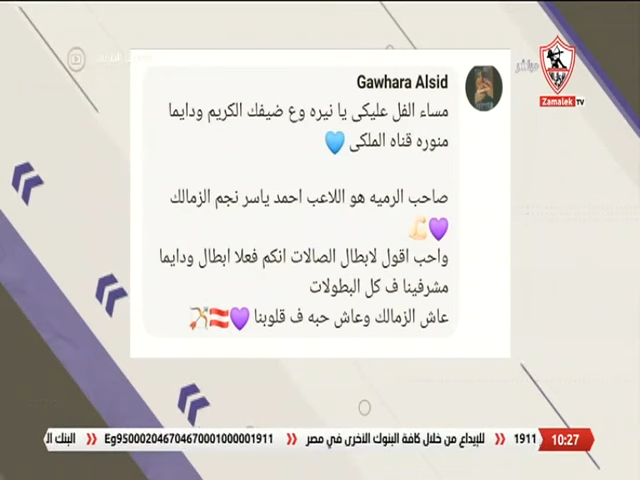 مباشر
Zamalek TV
Gawhara Alsid
مساء الفل عليكى يا نيره وع ضيفك الكريم ودايما
منوره قناه الملكى 🩵
صاحب الرميه هو اللاعب احمد ياسر نجم الزمالك
💜💪🏻
واحب اقول لابطال الصالات انكم فعلا ابطال ودايما
مشرفينا ف كل البطولات
عاش الزمالك وعاش حبه ف قلوبنا 💜🇦🇹🏹
10:27 1911 للإيداع من خلال كافة البنوك الأخرى في مصر Eg950002046704670001000001911 البنك ال